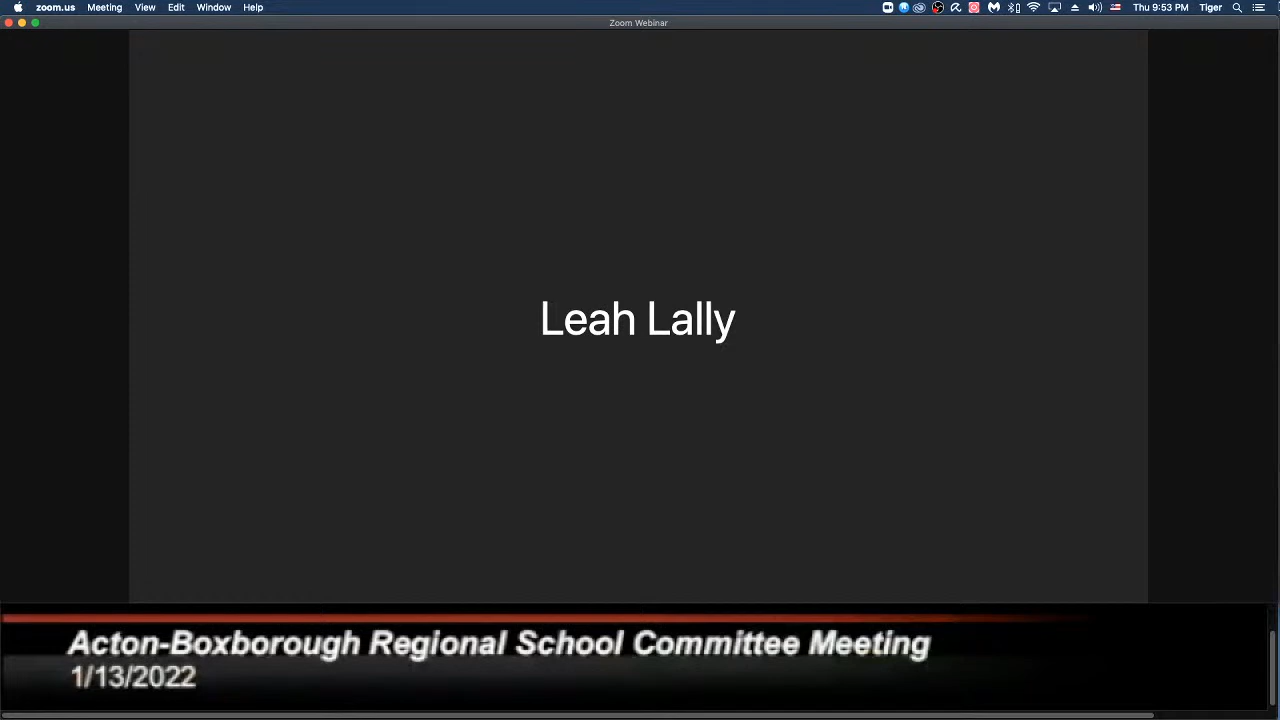 zoom.us Meeting View Edit Window Help Thu 9:53 PM Tiger
Zoom Webinar
Leah Lally
Acton-Boxborough Regional School Committee Meeting
1/13/2022